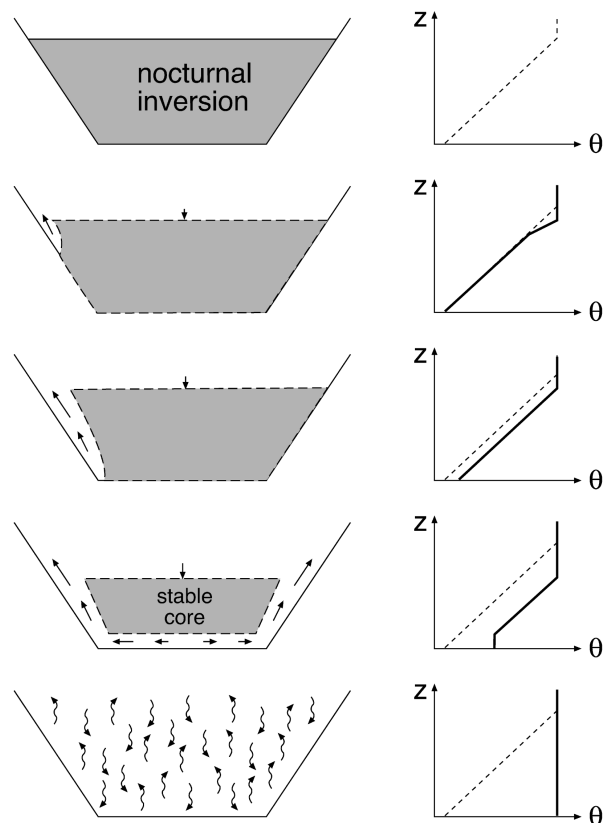 nocturnal
inversion
Z
θ
Z
θ
Z
θ
stable
core
Z
θ
Z
θ